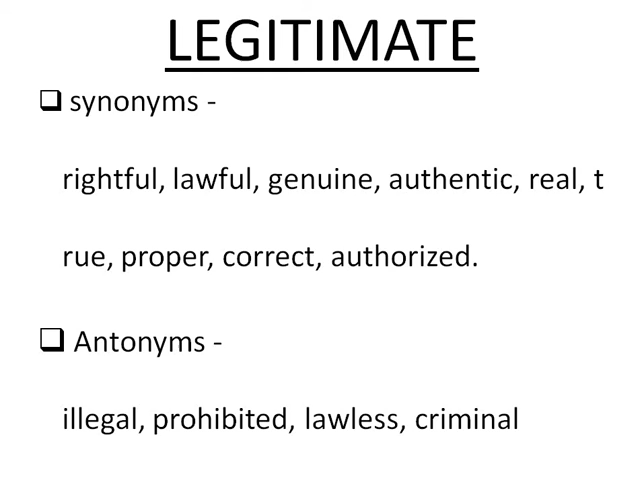 LEGITIMATE
❑ synonyms -
rightful, lawful, genuine, authentic, real, t
rue, proper, correct, authorized.
❑ Antonyms -
illegal, prohibited, lawless, criminal